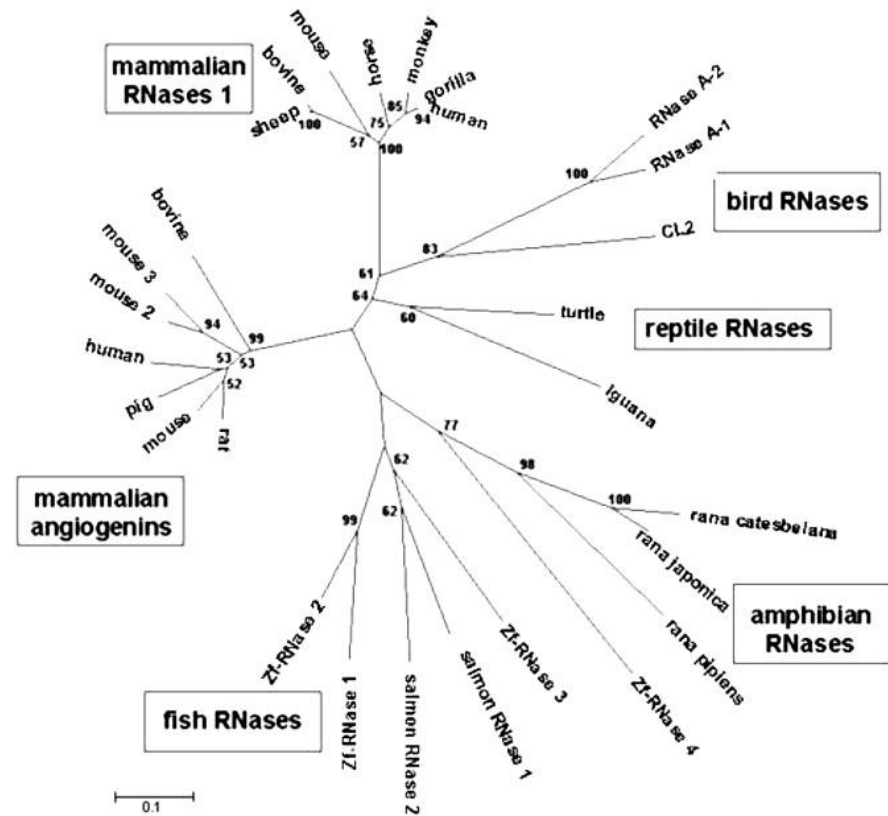 mammalian
RNases 1
mouse
bovine
sheep
horse
monkey
gorilla
human
100
57
75
85
94
100
RNase A-2
RNase A-1
100
bird RNases
CL2
83
61
64
60
turtle
reptile RNases
Iguana
bovine
mouse 3
mouse 2
human
pig
mouse
rat
94
99
53
53
52
mammalian
angiogenins
77
98
100
rana catesbeiana
rana japonica
rana pipiens
amphibian
RNases
62
62
99
Zf-RNase 2
Zf-RNase 1
salmon RNase 2
salmon RNase 1
Zf-RNase 3
Zf-RNase 4
fish RNases
0.1